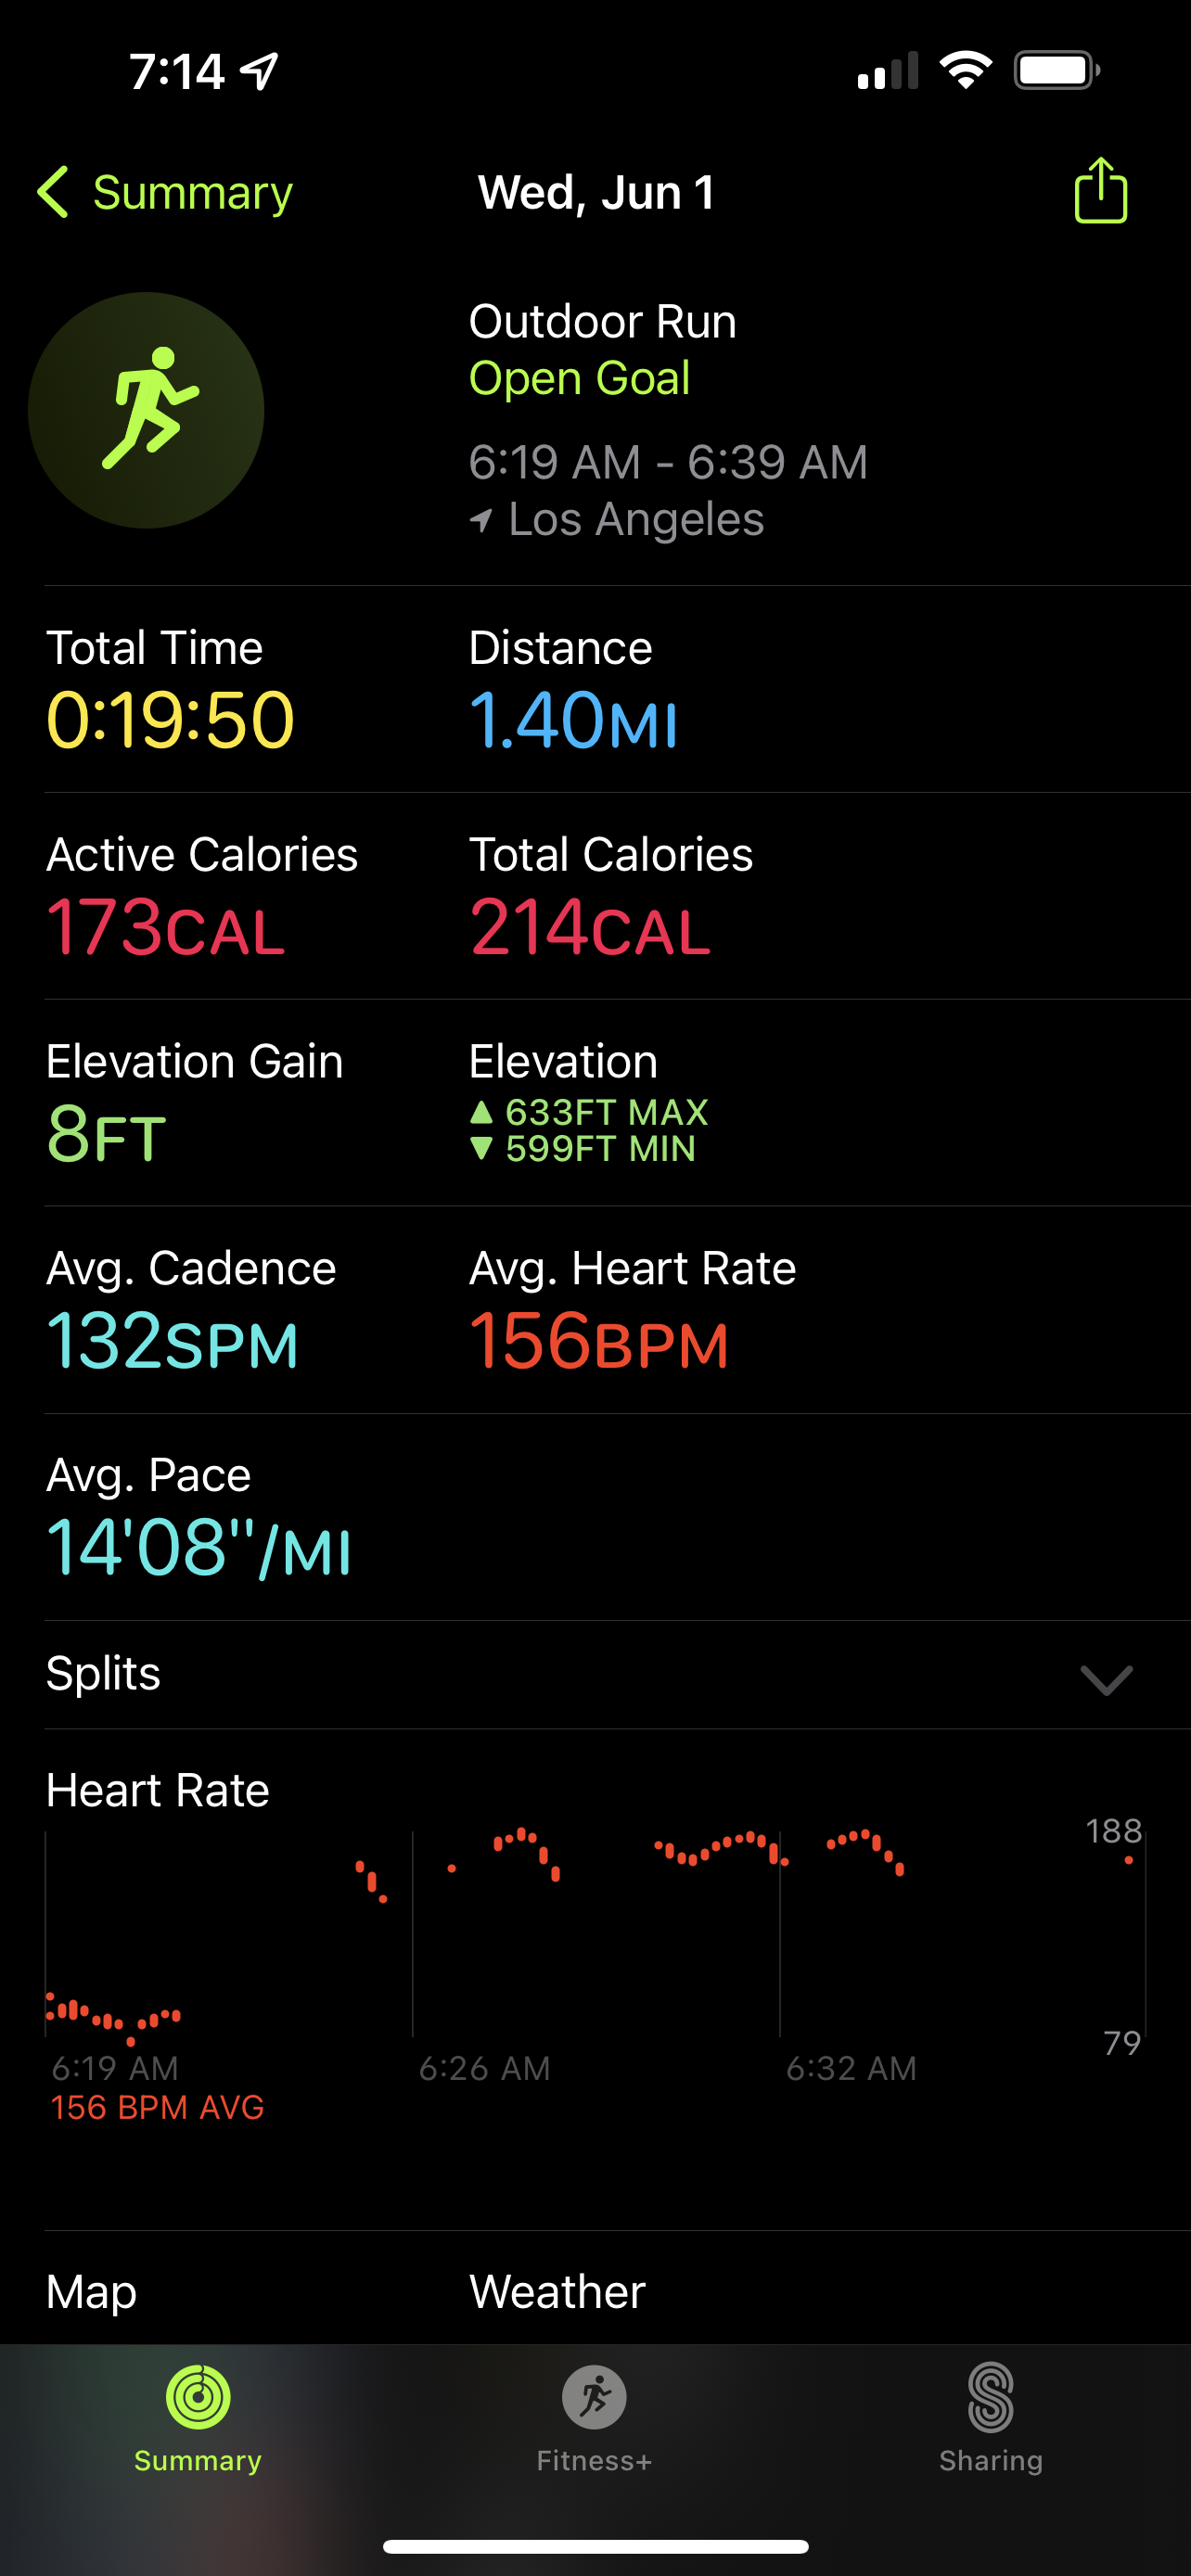 7:14
Summary
Wed, Jun 1
Outdoor Run
Open Goal
6:19 AM - 6:39 AM
Los Angeles
Total Time
0:19:50
Distance
1.40MI
Active Calories
173CAL
Total Calories
214CAL
Elevation Gain
8FT
Elevation
▲ 633FT MAX
▼ 599FT MIN
Avg. Cadence
132SPM
Avg. Heart Rate
156BPM
Avg. Pace
14'08"/MI
Splits
Heart Rate
188
79
6:19 AM
6:26 AM
6:32 AM
156 BPM AVG
Map
Weather
Summary
Fitness+
Sharing